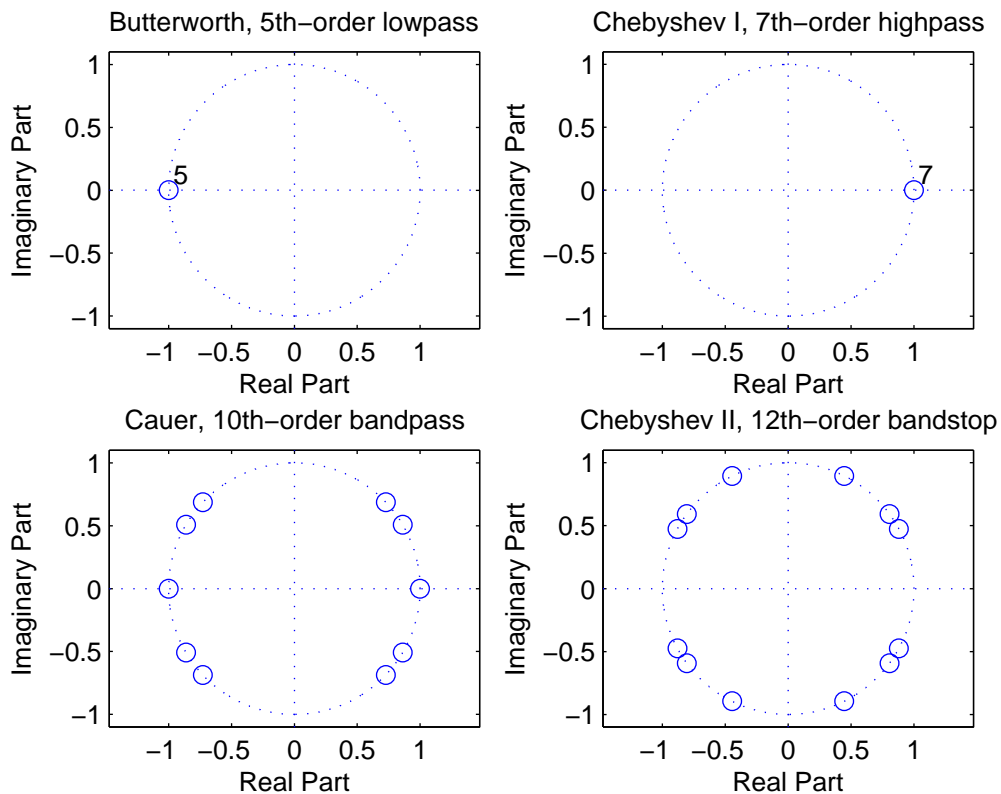 Butterworth, 5th−order lowpass
1
0.5
0
−0.5
−1
Imaginary Part
5
−1 −0.5 0 0.5 1
Real Part
Chebyshev I, 7th−order highpass
1
0.5
0
−0.5
−1
Imaginary Part
7
−1 −0.5 0 0.5 1
Real Part
Cauer, 10th−order bandpass
1
0.5
0
−0.5
−1
Imaginary Part
−1 −0.5 0 0.5 1
Real Part
Chebyshev II, 12th−order bandstop
1
0.5
0
−0.5
−1
Imaginary Part
−1 −0.5 0 0.5 1
Real Part